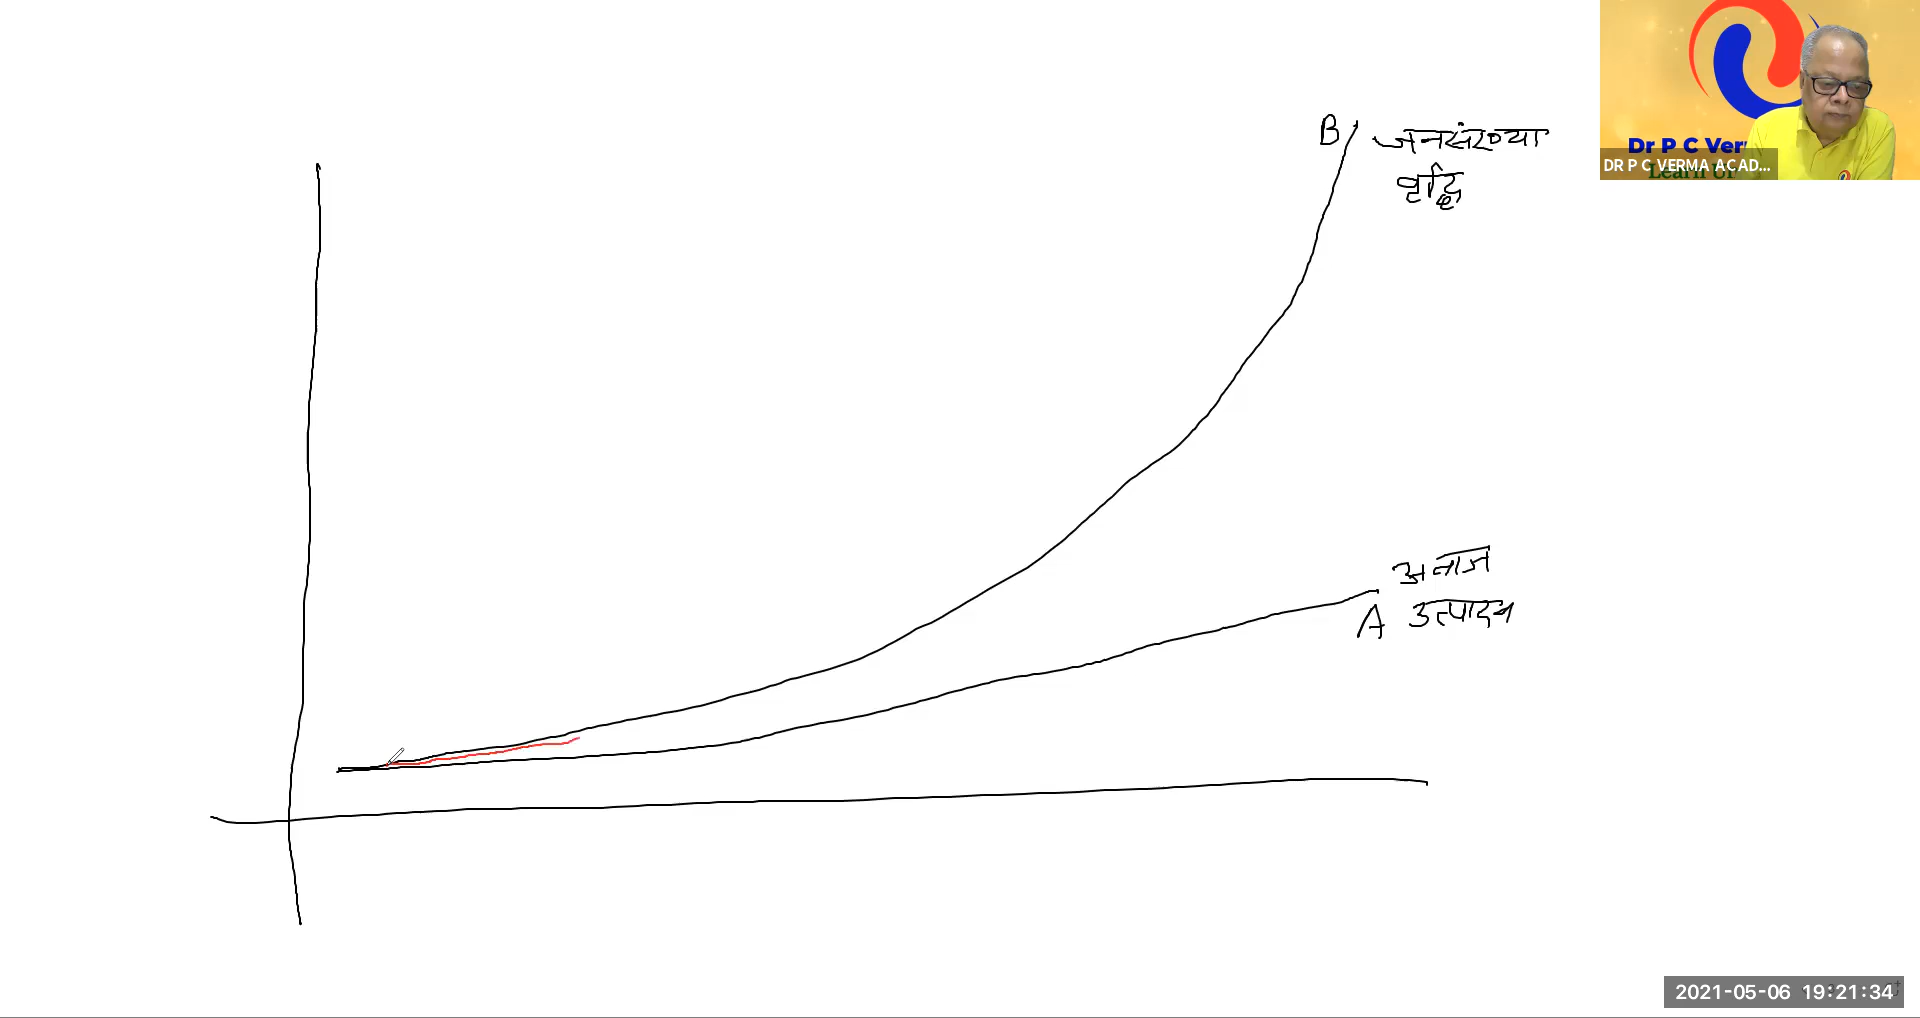 B जनसंख्या
वृद्धि
अनाज
A उत्पादन
Dr P C Ver
DR P C VERMA ACAD...
2021-05-06 19:21:34